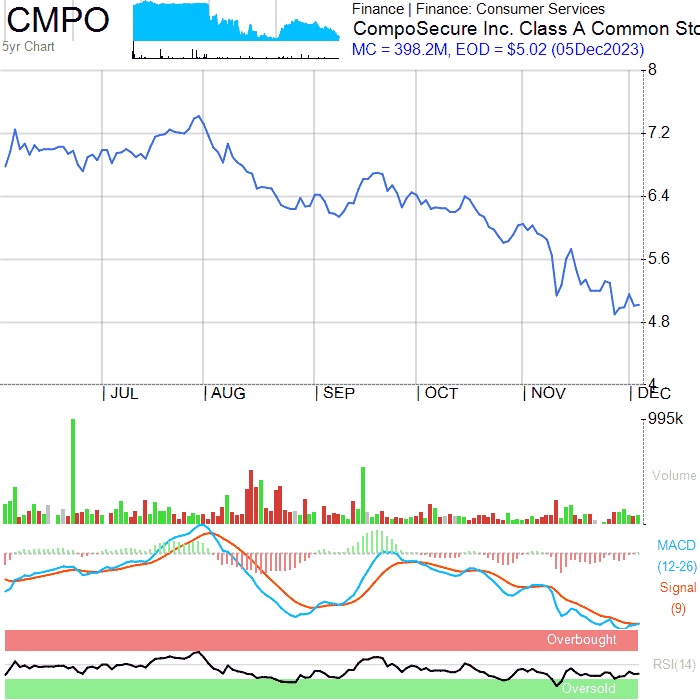 CMPO
5yr Chart
Finance | Finance: Consumer Services
CompoSecure Inc. Class A Common Sto
MC = 398.2M, EOD = $5.02 (05Dec2023)
8
7.2
6.4
5.6
4.8
4
| JUL | AUG | SEP | OCT | NOV | DEC
995k
Volume
MACD
(12-26)
Signal
(9)
Overbought
RSI(14)
Oversold